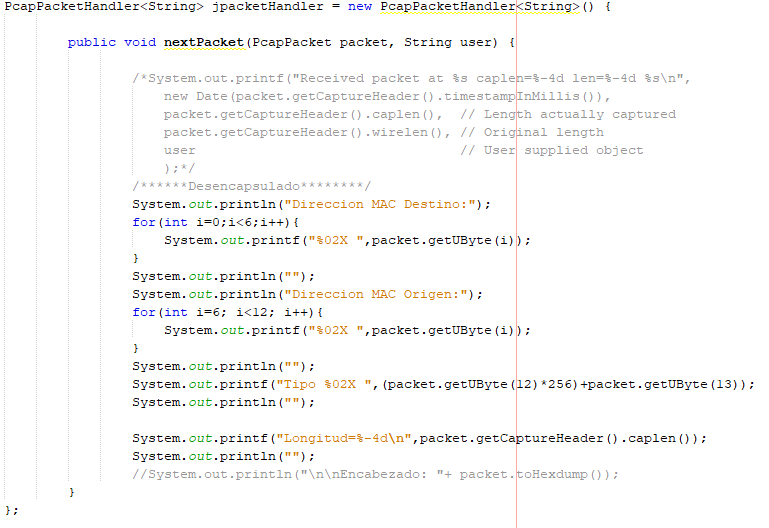 PcapPacketHandler<String> jpacketHandler = new PcapPacketHandler<String>() {
public void nextPacket(PcapPacket packet, String user) {
/*System.out.printf("Received packet at %s caplen=%-4d len=%-4d %s\n",
new Date(packet.getCaptureHeader().timestampInMillis()),
packet.getCaptureHeader().caplen(), // Length actually captured
packet.getCaptureHeader().wirelen(), // Original length
user // User supplied object
);*/
/******Desencapsulado********/
System.out.println("Direccion MAC Destino:");
for(int i=0;i<6;i++){
System.out.printf("%02X ",packet.getUByte(i));
}
System.out.println("");
System.out.println("Direccion MAC Origen:");
for(int i=6; i<12; i++){
System.out.printf("%02X ",packet.getUByte(i));
}
System.out.println("");
System.out.printf("Tipo %02X ",(packet.getUByte(12)*256)+packet.getUByte(13));
System.out.println("");
System.out.printf("Longitud=%-4d\n",packet.getCaptureHeader().caplen());
System.out.println("");
//System.out.println("\n\nEncabezado: "+ packet.toHexdump());
}
};